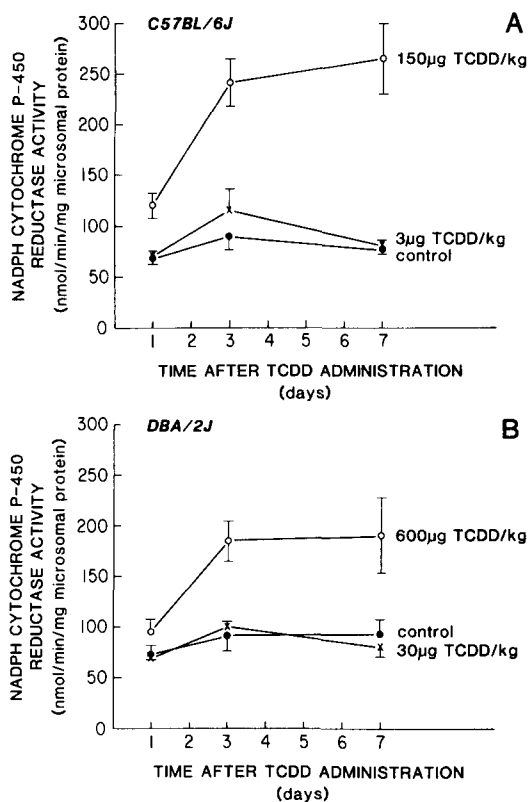 C57BL/6J
A
NADPH CYTOCHROME P-450
REDUCTASE ACTIVITY
(nmol/min/mg microsomal protein)
300
250
200
150
100
50
0
150µg TCDD/kg
3µg TCDD/kg
control
1 2 3 4 5 6 7
TIME AFTER TCDD ADMINISTRATION
(days)
DBA/2J
B
NADPH CYTOCHROME P-450
REDUCTASE ACTIVITY
(nmol/min/mg microsomal protein)
300
250
200
150
100
50
0
600µg TCDD/kg
control
30µg TCDD/kg
1 2 3 4 5 6 7
TIME AFTER TCDD ADMINISTRATION
(days)